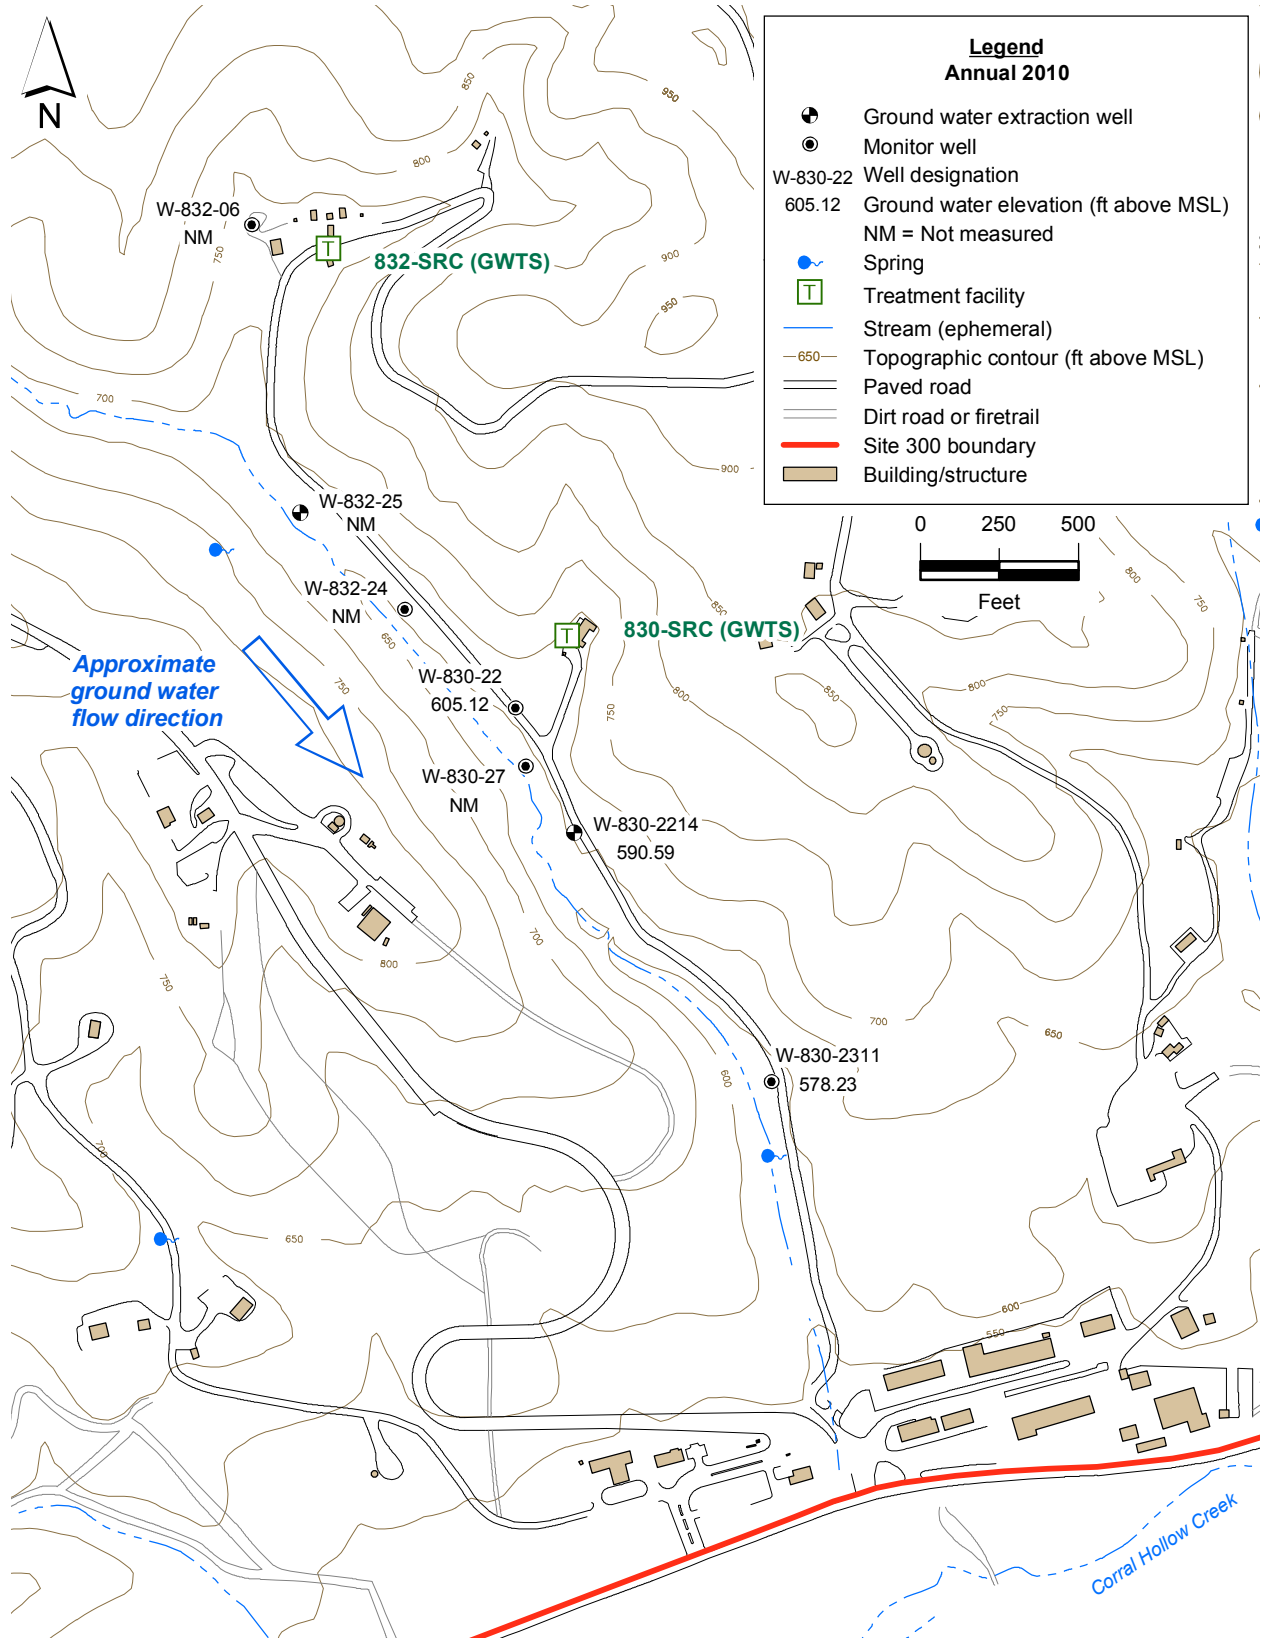 N
Legend
Annual 2010
Ground water extraction well
Monitor well
W-830-22 Well designation
605.12 Ground water elevation (ft above MSL)
NM = Not measured
Spring
T Treatment facility
Stream (ephemeral)
650 Topographic contour (ft above MSL)
Paved road
Dirt road or firetrail
Site 300 boundary
Building/structure
0 250 500
Feet
850
950
800
W-832-06
NM
750
T
832-SRC (GWTS)
900
950
700
900
W-832-25
NM
W-832-24
NM
650
800
750
850
T
830-SRC (GWTS)
Approximate
ground water
flow direction
750
W-830-22
605.12
800
850
800
750
750
W-830-27
NM
W-830-2214
590.59
700
800
750
700
650
W-830-2311
578.23
600
700
650
600
550
Corral Hollow Creek